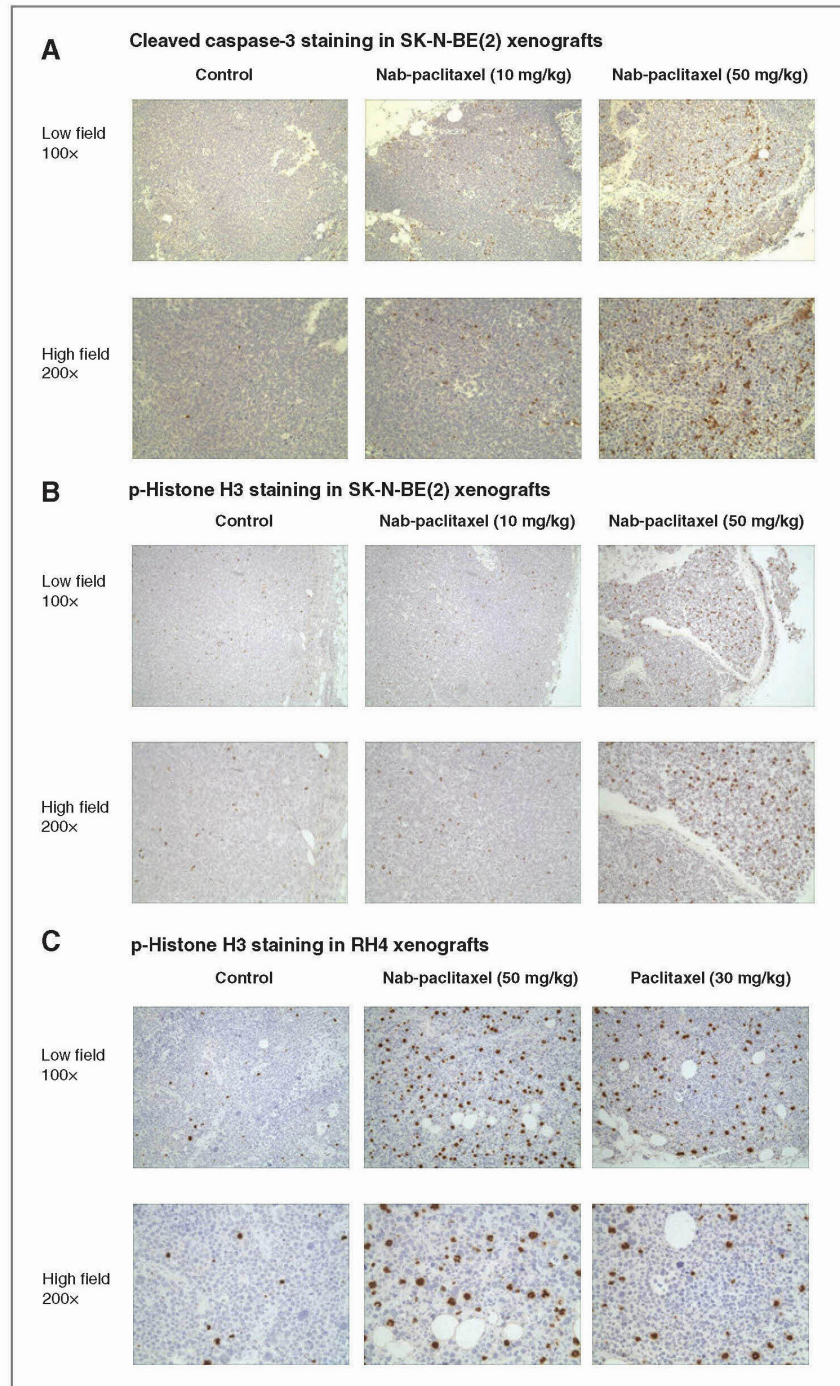 A
Cleaved caspase-3 staining in SK-N-BE(2) xenografts
Control
Nab-paclitaxel (10 mg/kg)
Nab-paclitaxel (50 mg/kg)
Low field
100×
High field
200×
B
p-Histone H3 staining in SK-N-BE(2) xenografts
Control
Nab-paclitaxel (10 mg/kg)
Nab-paclitaxel (50 mg/kg)
Low field
100×
High field
200×
C
p-Histone H3 staining in RH4 xenografts
Control
Nab-paclitaxel (50 mg/kg)
Paclitaxel (30 mg/kg)
Low field
100×
High field
200×